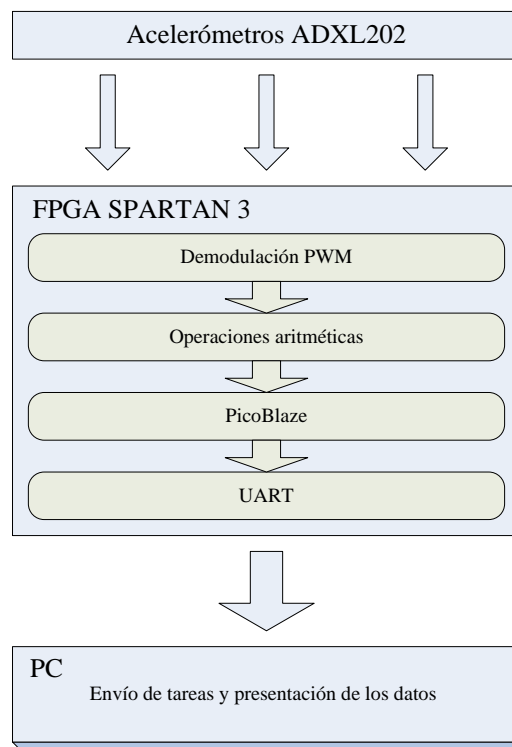 Acelerómetros ADXL202
FPGA SPARTAN 3
Demodulación PWM
Operaciones aritméticas
PicoBlaze
UART
PC
Envío de tareas y presentación de los datos